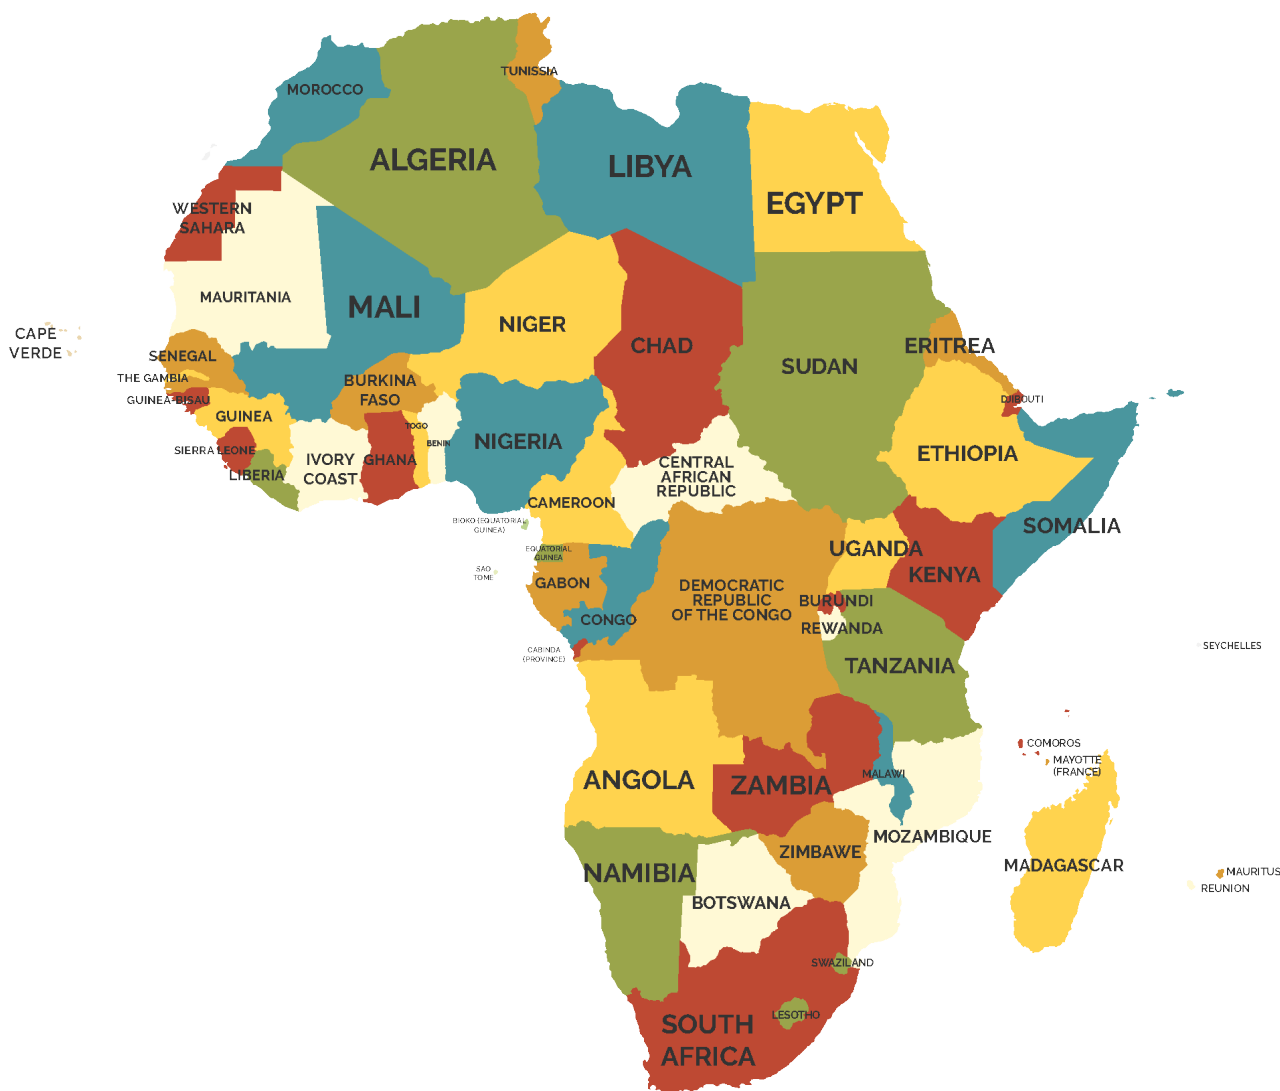 TUNISSIA
MOROCCO
ALGERIA
LIBYA
EGYPT
WESTERN
SAHARA
MAURITANIA
MALI
NIGER
CHAD
SUDAN
ERITREA
CAPE
VERDE
SENEGAL
THE GAMBIA
GUINEA-BISAU
GUINEA
BURKINA
FASO
DJIBOUTI
SIERRA LEONE
LIBERIA
IVORY
COAST
GHANA
TOGO
BENIN
NIGERIA
ETHIOPIA
CENTRAL
AFRICAN
REPUBLIC
CAMEROON
SOMALIA
BIOKO (EQUATORIAL
GUINEA)
EQUATORIAL
GUINEA
SAO
TOME
GABON
CONGO
DEMOCRATIC
REPUBLIC
OF THE CONGO
UGANDA
KENYA
BURUNDI
REWANDA
CABINDA
(PROVINCE)
TANZANIA
SEYCHELLES
COMOROS
MAYOTTE
(FRANCE)
ANGOLA
ZAMBIA
MALAWI
MOZAMBIQUE
ZIMBAWE
MADAGASCAR
NAMIBIA
BOTSWANA
MAURITUS
REUNION
SWAZILAND
LESOTHO
SOUTH
AFRICA